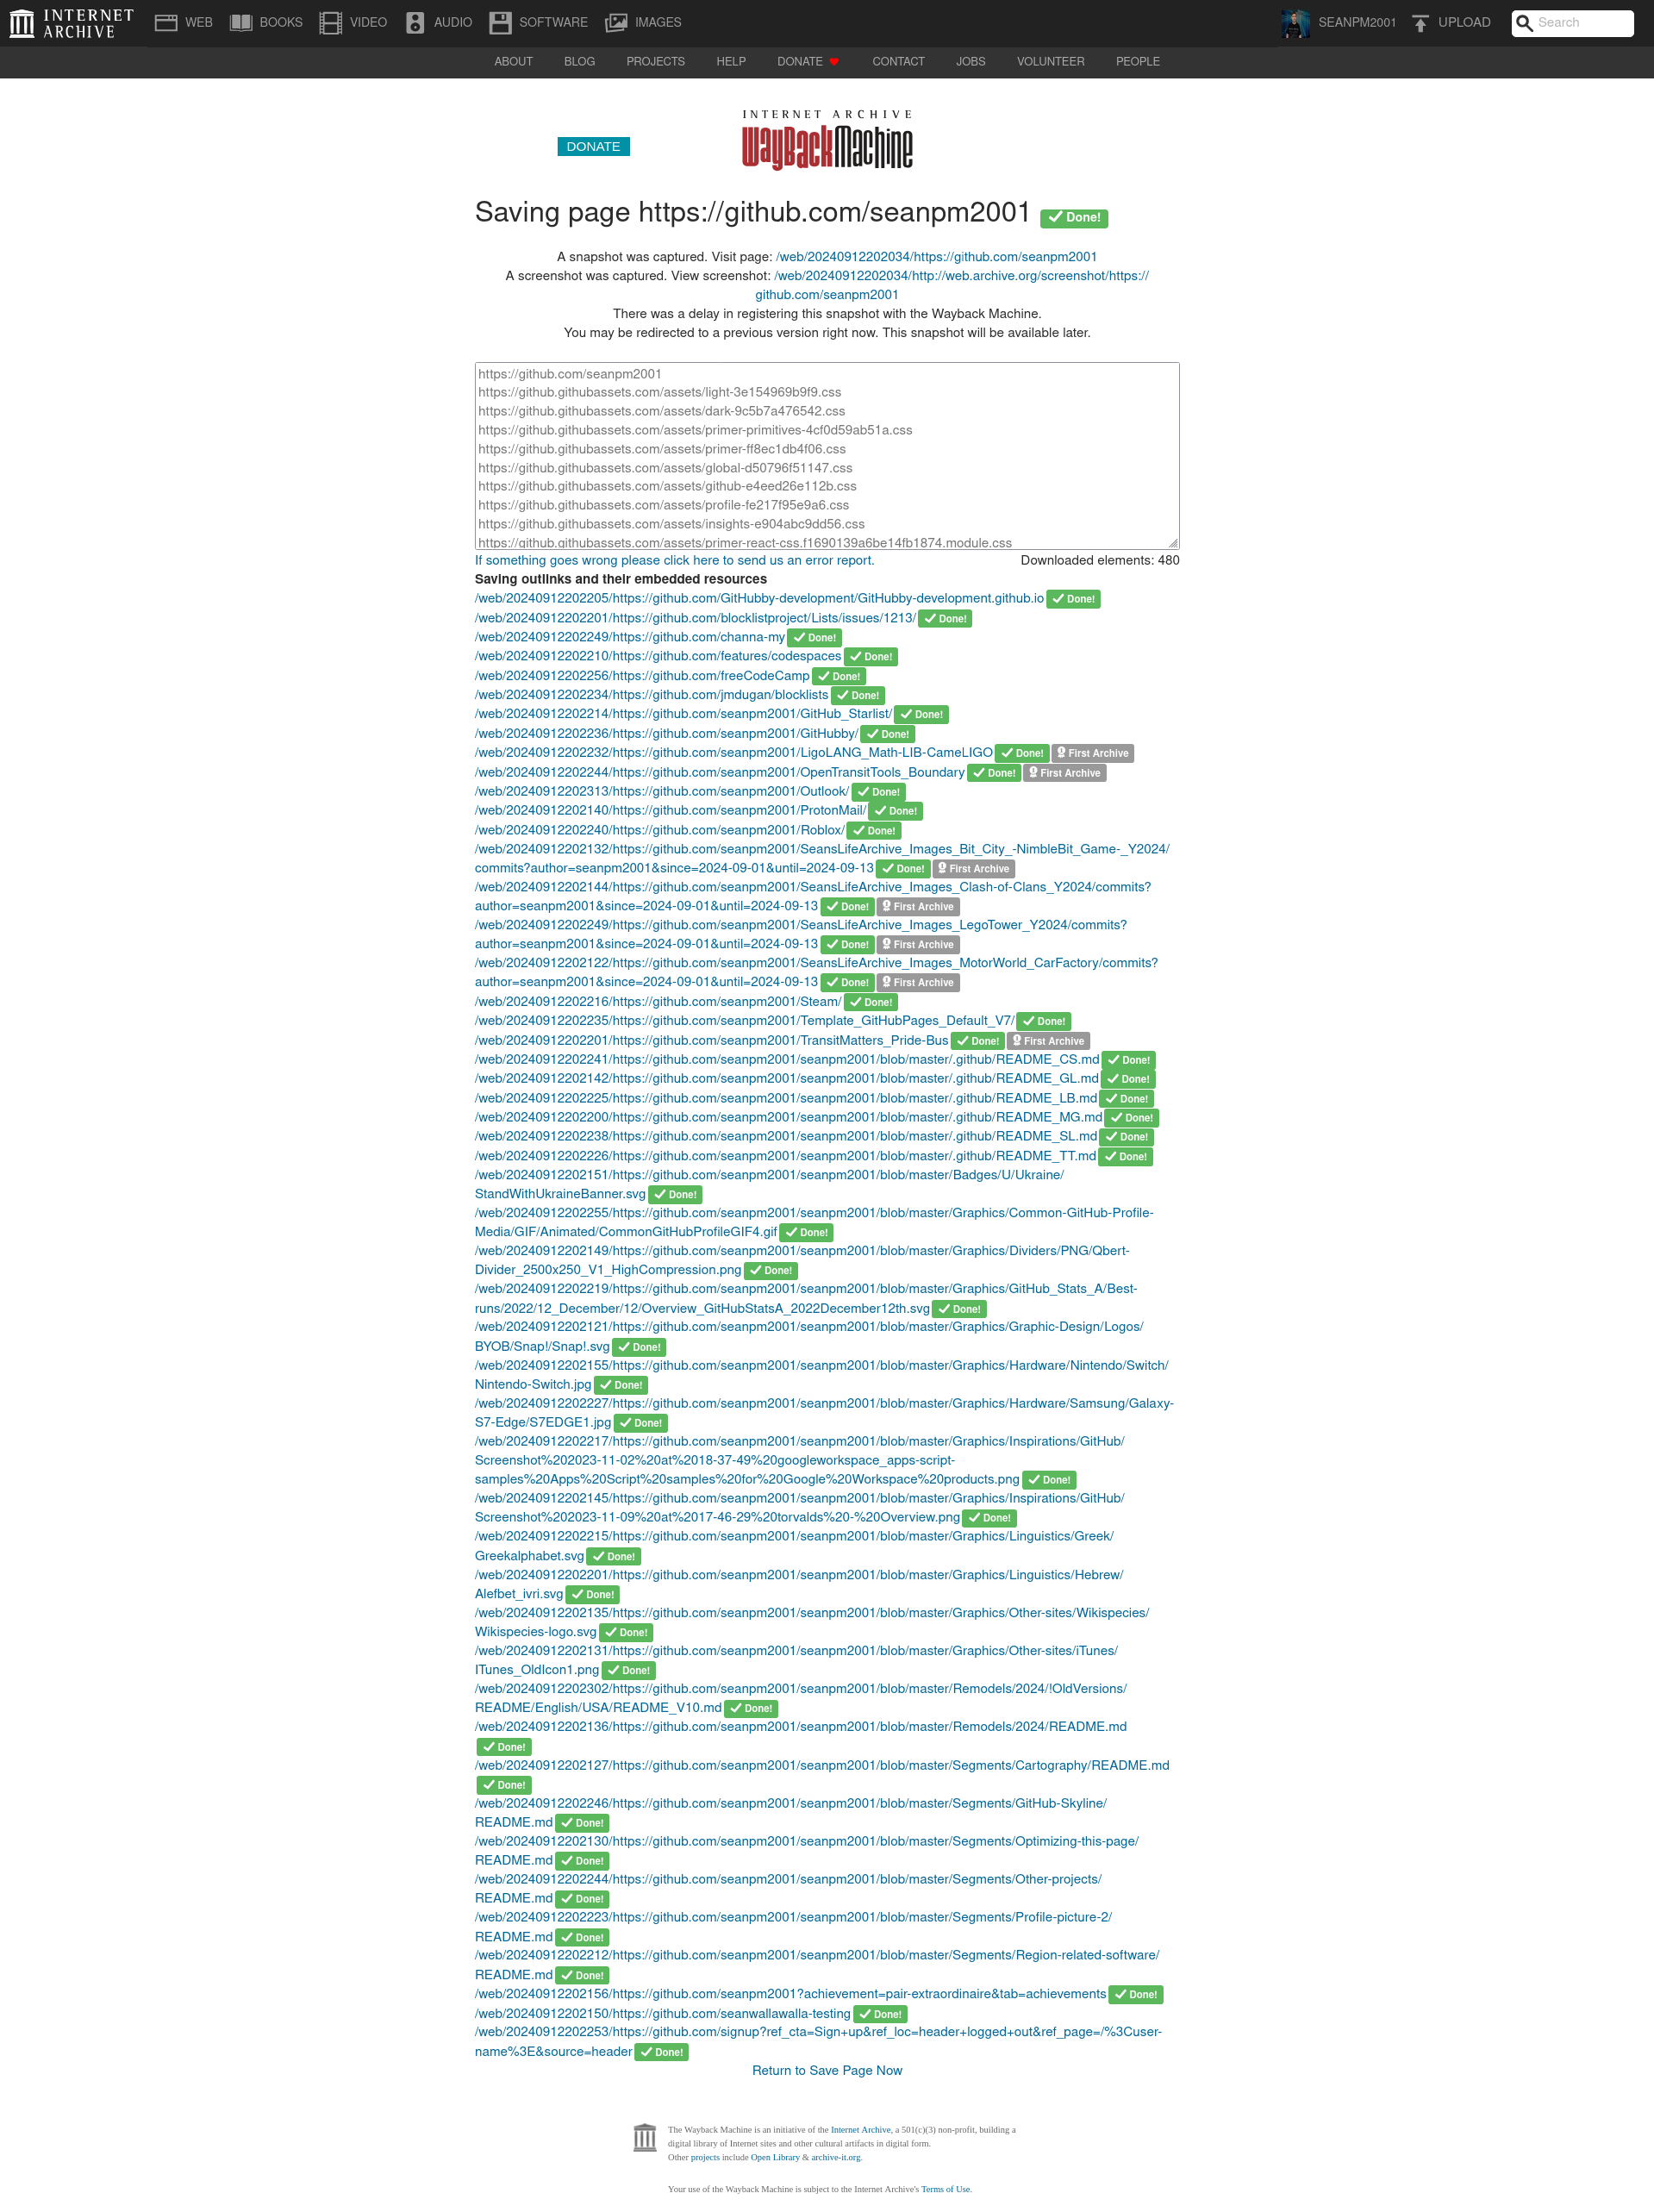 INTERNET ARCHIVE
WEB BOOKS VIDEO AUDIO SOFTWARE IMAGES SEANPM2001 UPLOAD Search
ABOUT BLOG PROJECTS HELP DONATE CONTACT JOBS VOLUNTEER PEOPLE
INTERNET ARCHIVE
DONATE WayBackMachine
Saving page https://github.com/seanpm2001 Done!
A snapshot was captured. Visit page: /web/20240912202034/https://github.com/seanpm2001
A screenshot was captured. View screenshot: /web/20240912202034/http://web.archive.org/screenshot/https://
github.com/seanpm2001
There was a delay in registering this snapshot with the Wayback Machine.
You may be redirected to a previous version right now. This snapshot will be available later.
https://github.com/seanpm2001
https://github.githubassets.com/assets/light-3e154969b9f9.css
https://github.githubassets.com/assets/dark-9c5b7a476542.css
https://github.githubassets.com/assets/primer-primitives-4cf0d59ab51a.css
https://github.githubassets.com/assets/primer-ff8ec1db4f06.css
https://github.githubassets.com/assets/global-d50796f51147.css
https://github.githubassets.com/assets/github-e4eed26e112b.css
https://github.githubassets.com/assets/profile-fe217f95e9a6.css
https://github.githubassets.com/assets/insights-e904abc9dd56.css
https://github.githubassets.com/assets/primer-react-css.f1690139a6be14fb1874.module.css
If something goes wrong please click here to send us an error report. Downloaded elements: 480
Saving outlinks and their embedded resources
/web/20240912202205/https://github.com/GitHubby-development/GitHubby-development.github.io Done!
/web/20240912202201/https://github.com/blocklistproject/Lists/issues/1213/ Done!
/web/20240912202249/https://github.com/channa-my Done!
/web/20240912202210/https://github.com/features/codespaces Done!
/web/20240912202256/https://github.com/freeCodeCamp Done!
/web/20240912202234/https://github.com/jmdugan/blocklists Done!
/web/20240912202214/https://github.com/seanpm2001/GitHub_Starlist/ Done!
/web/20240912202236/https://github.com/seanpm2001/GitHubby/ Done!
/web/20240912202232/https://github.com/seanpm2001/LigoLANG_Math-LIB-CameLIGO Done! First Archive
/web/20240912202244/https://github.com/seanpm2001/OpenTransitTools_Boundary Done! First Archive
/web/20240912202313/https://github.com/seanpm2001/Outlook/ Done!
/web/20240912202140/https://github.com/seanpm2001/ProtonMail/ Done!
/web/20240912202240/https://github.com/seanpm2001/Roblox/ Done!
/web/20240912202132/https://github.com/seanpm2001/SeansLifeArchive_Images_Bit_City_-NimbleBit_Game-_Y2024/
commits?author=seanpm2001&since=2024-09-01&until=2024-09-13 Done! First Archive
/web/20240912202144/https://github.com/seanpm2001/SeansLifeArchive_Images_Clash-of-Clans_Y2024/commits?
author=seanpm2001&since=2024-09-01&until=2024-09-13 Done! First Archive
/web/20240912202249/https://github.com/seanpm2001/SeansLifeArchive_Images_LegoTower_Y2024/commits?
author=seanpm2001&since=2024-09-01&until=2024-09-13 Done! First Archive
/web/20240912202122/https://github.com/seanpm2001/SeansLifeArchive_Images_MotorWorld_CarFactory/commits?
author=seanpm2001&since=2024-09-01&until=2024-09-13 Done! First Archive
/web/20240912202216/https://github.com/seanpm2001/Steam/ Done!
/web/20240912202235/https://github.com/seanpm2001/Template_GitHubPages_Default_V7/ Done!
/web/20240912202201/https://github.com/seanpm2001/TransitMatters_Pride-Bus Done! First Archive
/web/20240912202241/https://github.com/seanpm2001/seanpm2001/blob/master/.github/README_CS.md Done!
/web/20240912202142/https://github.com/seanpm2001/seanpm2001/blob/master/.github/README_GL.md Done!
/web/20240912202225/https://github.com/seanpm2001/seanpm2001/blob/master/.github/README_LB.md Done!
/web/20240912202200/https://github.com/seanpm2001/seanpm2001/blob/master/.github/README_MG.md Done!
/web/20240912202238/https://github.com/seanpm2001/seanpm2001/blob/master/.github/README_SL.md Done!
/web/20240912202226/https://github.com/seanpm2001/seanpm2001/blob/master/.github/README_TT.md Done!
/web/20240912202151/https://github.com/seanpm2001/seanpm2001/blob/master/Badges/U/Ukraine/
StandWithUkraineBanner.svg Done!
/web/20240912202255/https://github.com/seanpm2001/seanpm2001/blob/master/Graphics/Common-GitHub-Profile-
Media/GIF/Animated/CommonGitHubProfileGIF4.gif Done!
/web/20240912202149/https://github.com/seanpm2001/seanpm2001/blob/master/Graphics/Dividers/PNG/Qbert-
Divider_2500x250_V1_HighCompression.png Done!
/web/20240912202219/https://github.com/seanpm2001/seanpm2001/blob/master/Graphics/GitHub_Stats_A/Best-
runs/2022/12_December/12/Overview_GitHubStatsA_2022December12th.svg Done!
/web/20240912202121/https://github.com/seanpm2001/seanpm2001/blob/master/Graphics/Graphic-Design/Logos/
BYOB/Snap!/Snap!.svg Done!
/web/20240912202155/https://github.com/seanpm2001/seanpm2001/blob/master/Graphics/Hardware/Nintendo/Switch/
Nintendo-Switch.jpg Done!
/web/20240912202227/https://github.com/seanpm2001/seanpm2001/blob/master/Graphics/Hardware/Samsung/Galaxy-
S7-Edge/S7EDGE1.jpg Done!
/web/20240912202217/https://github.com/seanpm2001/seanpm2001/blob/master/Graphics/Inspirations/GitHub/
Screenshot%202023-11-02%20at%2018-37-49%20googleworkspace_apps-script-
samples%20Apps%20Script%20samples%20for%20Google%20Workspace%20products.png Done!
/web/20240912202145/https://github.com/seanpm2001/seanpm2001/blob/master/Graphics/Inspirations/GitHub/
Screenshot%202023-11-09%20at%2017-46-29%20torvalds%20-%20Overview.png Done!
/web/20240912202215/https://github.com/seanpm2001/seanpm2001/blob/master/Graphics/Linguistics/Greek/
Greekalphabet.svg Done!
/web/20240912202201/https://github.com/seanpm2001/seanpm2001/blob/master/Graphics/Linguistics/Hebrew/
Alefbet_ivri.svg Done!
/web/20240912202135/https://github.com/seanpm2001/seanpm2001/blob/master/Graphics/Other-sites/Wikispecies/
Wikispecies-logo.svg Done!
/web/20240912202131/https://github.com/seanpm2001/seanpm2001/blob/master/Graphics/Other-sites/iTunes/
ITunes_OldIcon1.png Done!
/web/20240912202302/https://github.com/seanpm2001/seanpm2001/blob/master/Remodels/2024/!OldVersions/
README/English/USA/README_V10.md Done!
/web/20240912202136/https://github.com/seanpm2001/seanpm2001/blob/master/Remodels/2024/README.md
Done!
/web/20240912202127/https://github.com/seanpm2001/seanpm2001/blob/master/Segments/Cartography/README.md
Done!
/web/20240912202246/https://github.com/seanpm2001/seanpm2001/blob/master/Segments/GitHub-Skyline/
README.md Done!
/web/20240912202130/https://github.com/seanpm2001/seanpm2001/blob/master/Segments/Optimizing-this-page/
README.md Done!
/web/20240912202244/https://github.com/seanpm2001/seanpm2001/blob/master/Segments/Other-projects/
README.md Done!
/web/20240912202223/https://github.com/seanpm2001/seanpm2001/blob/master/Segments/Profile-picture-2/
README.md Done!
/web/20240912202212/https://github.com/seanpm2001/seanpm2001/blob/master/Segments/Region-related-software/
README.md Done!
/web/20240912202156/https://github.com/seanpm2001?achievement=pair-extraordinaire&tab=achievements Done!
/web/20240912202150/https://github.com/seanwallawalla-testing Done!
/web/20240912202253/https://github.com/signup?ref_cta=Sign+up&ref_loc=header+logged+out&ref_page=/%3Cuser-
name%3E&source=header Done!
Return to Save Page Now
The Wayback Machine is an initiative of the Internet Archive, a 501(c)(3) non-profit, building a
digital library of Internet sites and other cultural artifacts in digital form.
Other projects include Open Library & archive-it.org.
Your use of the Wayback Machine is subject to the Internet Archive's Terms of Use.